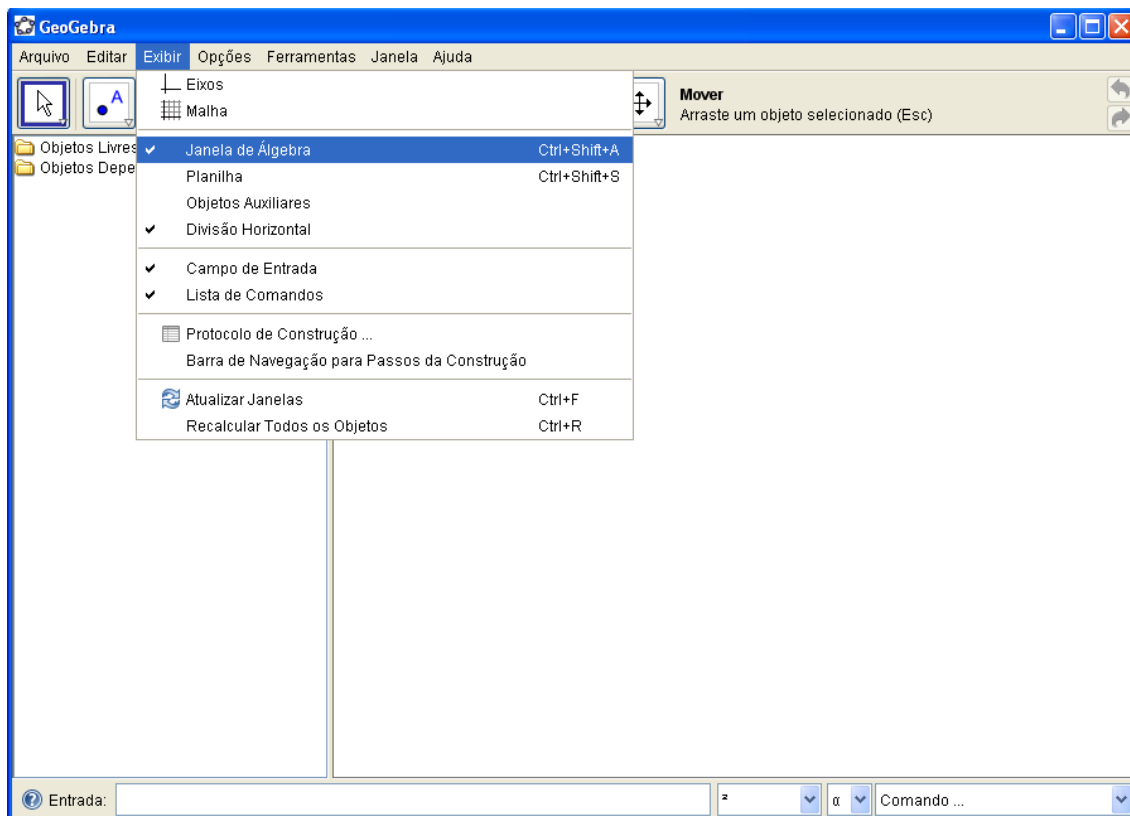 GeoGebra
Arquivo Editar Exibir Opções Ferramentas Janela Ajuda
A
Mover
Arraste um objeto selecionado (Esc)
Eixos
Malha
Objetos Livres
Objetos Depe
Janela de Álgebra Ctrl+Shift+A
Planilha Ctrl+Shift+S
Objetos Auxiliares
Divisão Horizontal
Campo de Entrada
Lista de Comandos
Protocolo de Construção ...
Barra de Navegação para Passos da Construção
Atualizar Janelas Ctrl+F
Recalcular Todos os Objetos Ctrl+R
Entrada: ² α Comando ...